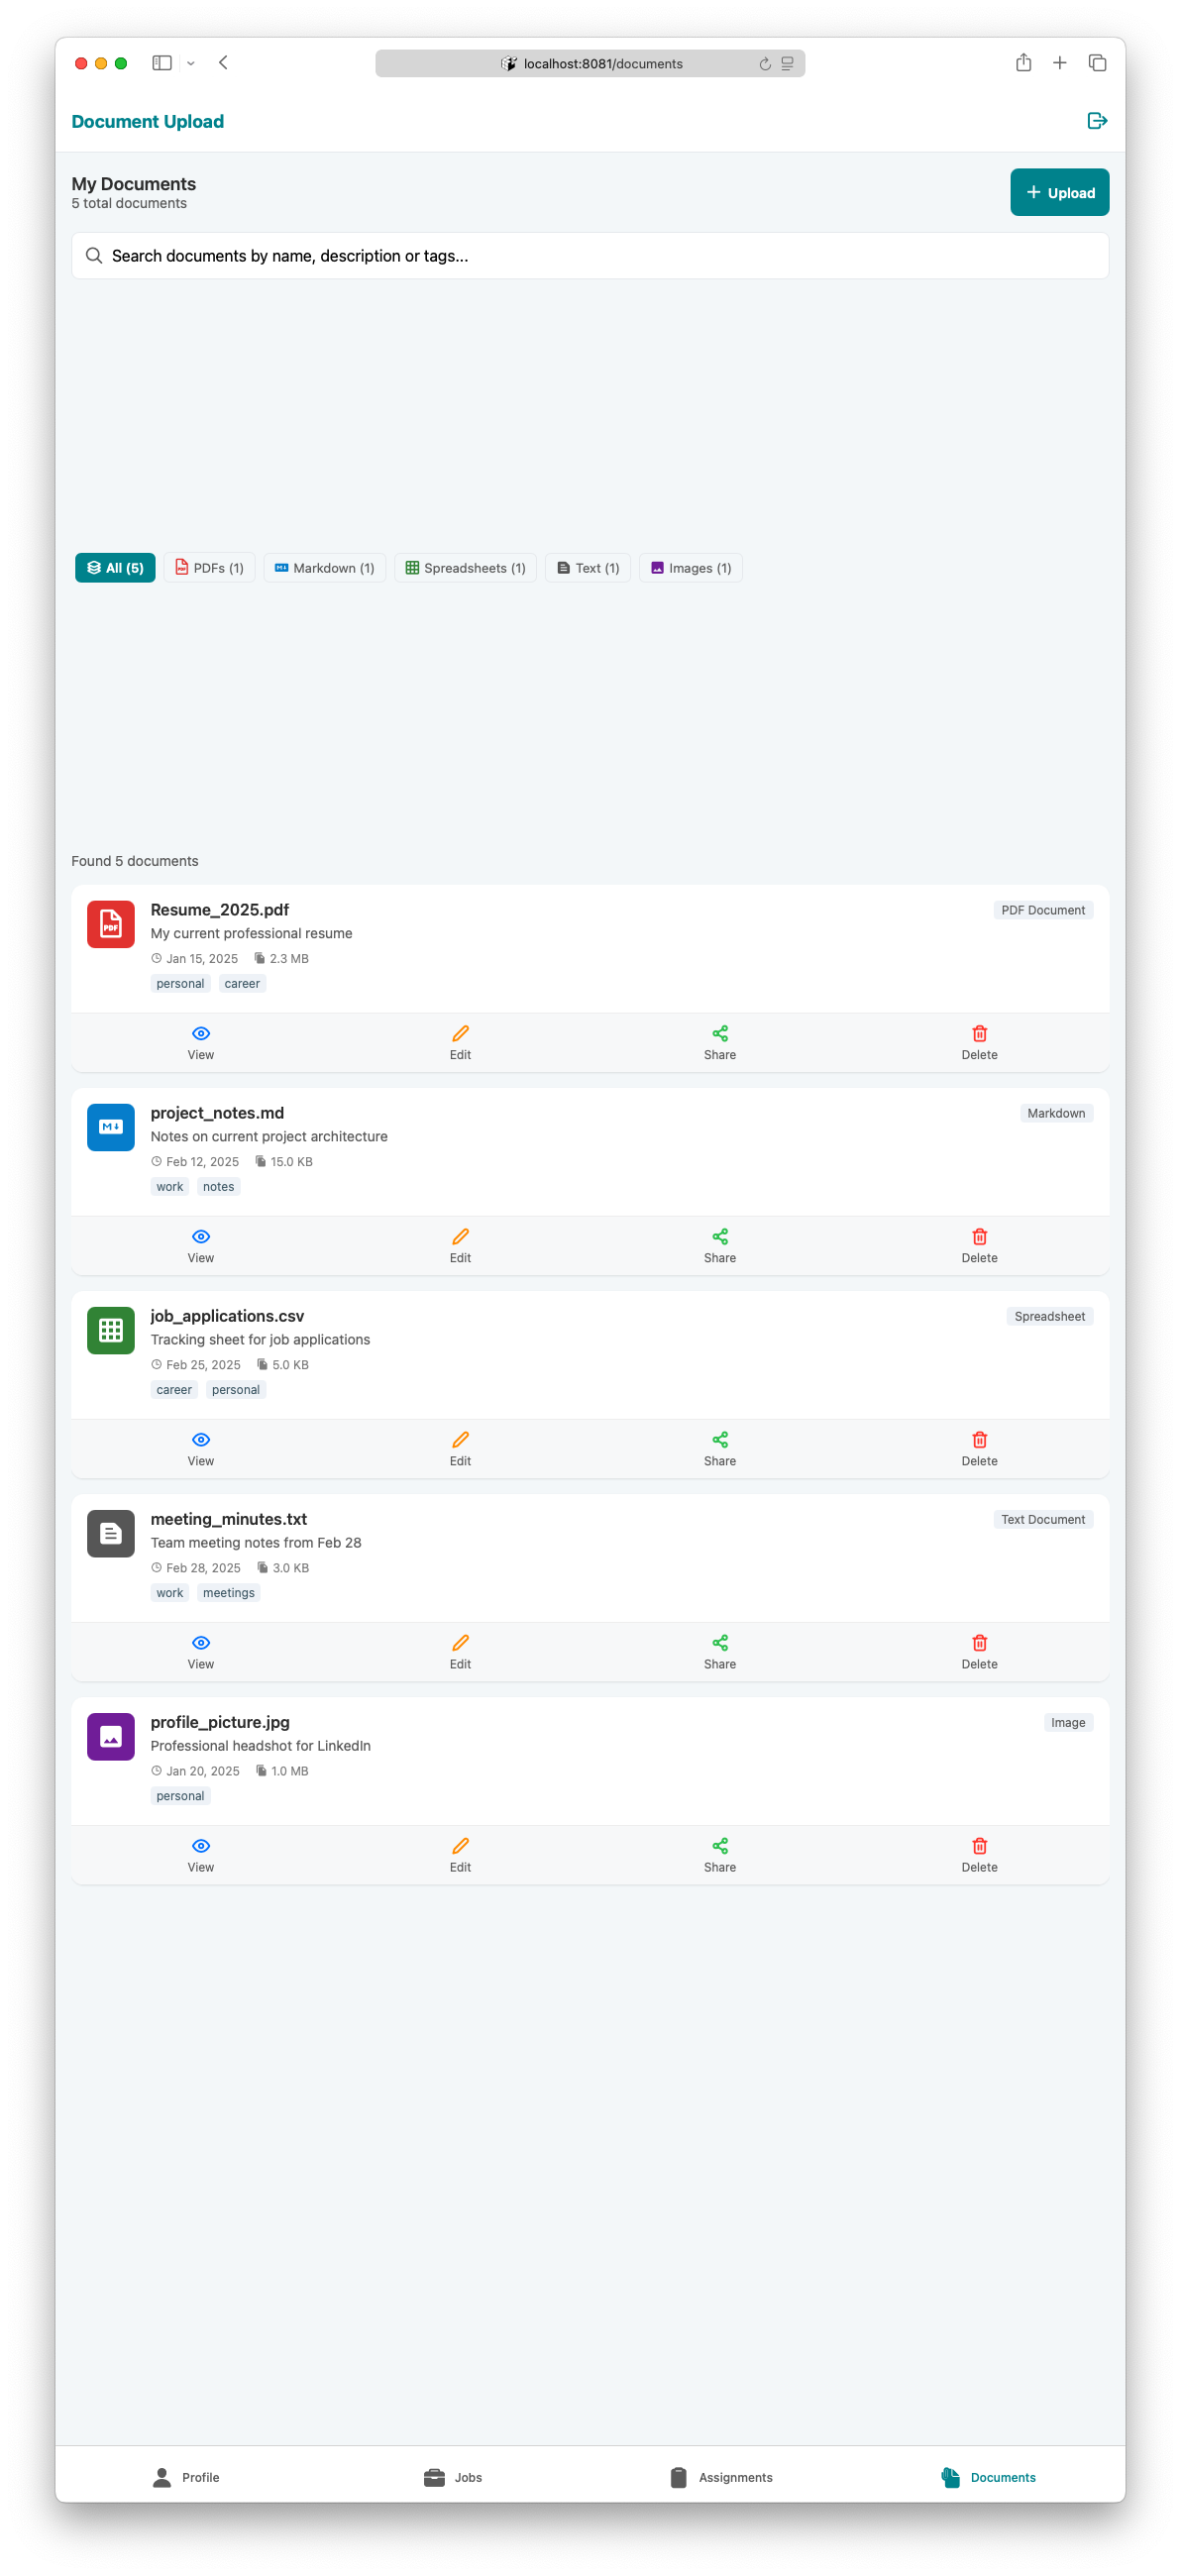 localhost:8081/documents
Document Upload
My Documents
5 total documents
Upload
Search documents by name, description or tags...
All (5)
PDFs (1)
Markdown (1)
Spreadsheets (1)
Text (1)
Images (1)
Found 5 documents
PDF
Resume_2025.pdf
PDF Document
My current professional resume
Jan 15, 2025 2.3 MB
personal career
View Edit Share Delete
M
project_notes.md
Markdown
Notes on current project architecture
Feb 12, 2025 15.0 KB
work notes
View Edit Share Delete
job_applications.csv
Spreadsheet
Tracking sheet for job applications
Feb 25, 2025 5.0 KB
career personal
View Edit Share Delete
meeting_minutes.txt
Text Document
Team meeting notes from Feb 28
Feb 28, 2025 3.0 KB
work meetings
View Edit Share Delete
profile_picture.jpg
Image
Professional headshot for LinkedIn
Jan 20, 2025 1.0 MB
personal
View Edit Share Delete
Profile Jobs Assignments Documents